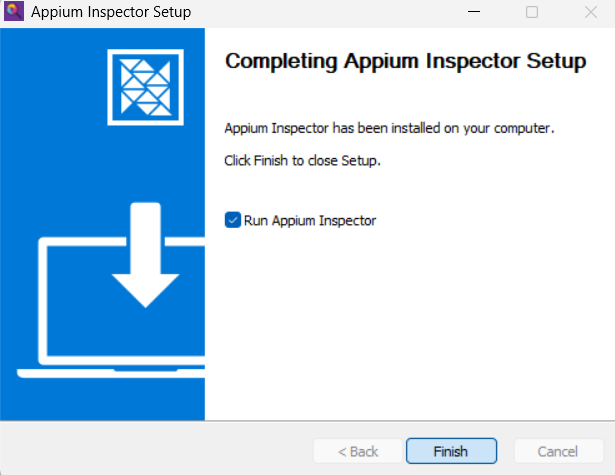 Appium Inspector Setup
Completing Appium Inspector Setup
Appium Inspector has been installed on your computer.
Click Finish to close Setup.
Run Appium Inspector
< Back
Finish
Cancel